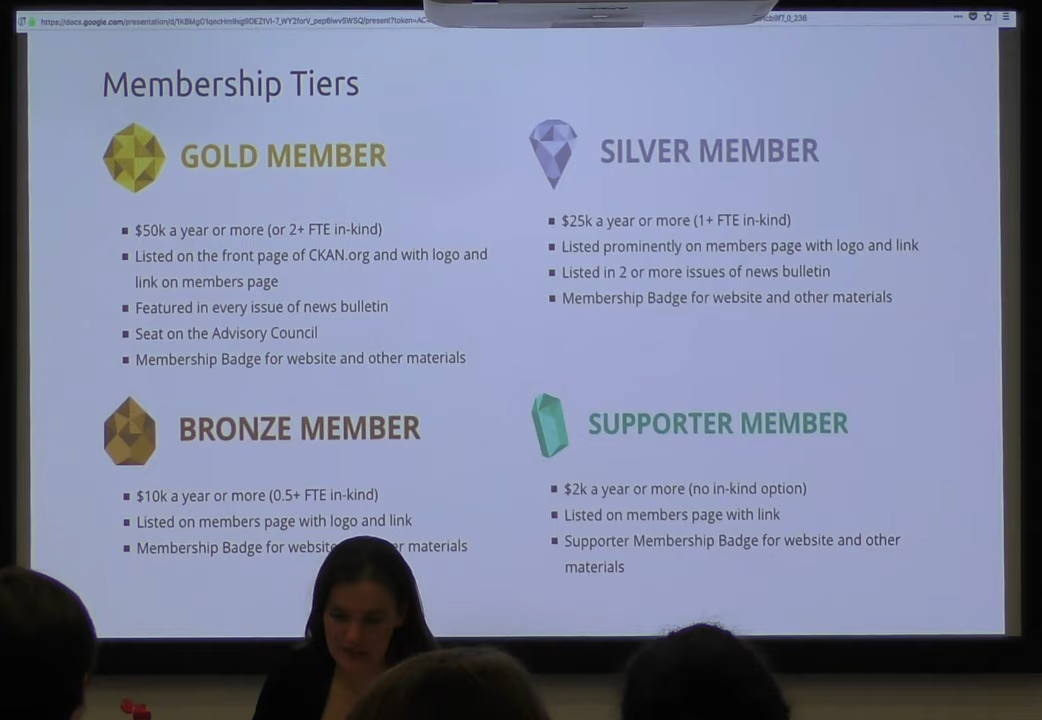 Membership Tiers
GOLD MEMBER
$50k a year or more (or 2+ FTE in-kind)
Listed on the front page of CKAN.org and with logo and
link on members page
Featured in every issue of news bulletin
Seat on the Advisory Council
Membership Badge for website and other materials
SILVER MEMBER
$25k a year or more (1+ FTE in-kind)
Listed prominently on members page with logo and link
Listed in 2 or more issues of news bulletin
Membership Badge for website and other materials
BRONZE MEMBER
$10k a year or more (0.5+ FTE in-kind)
Listed on members page with logo and link
Membership Badge for website materials
SUPPORTER MEMBER
$2k a year or more (no in-kind option)
Listed on members page with link
Supporter Membership Badge for website and other
materials